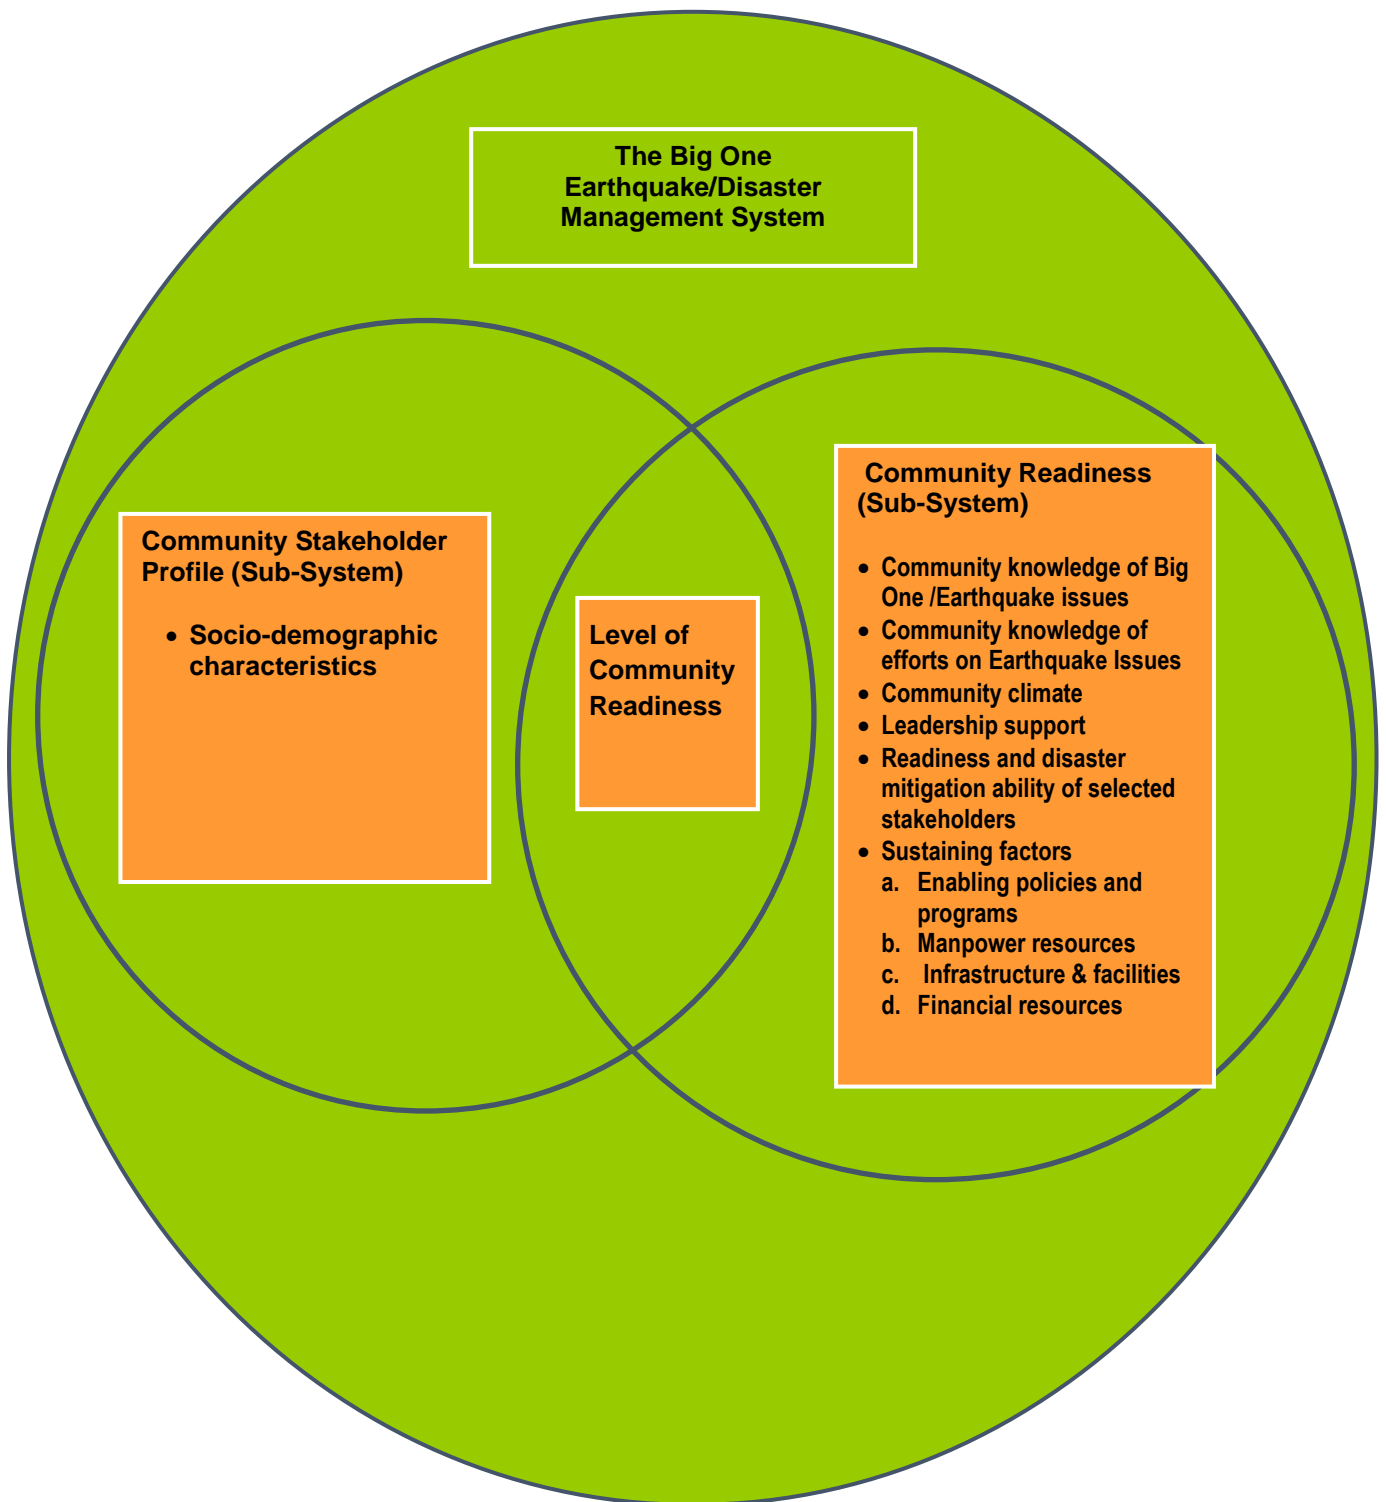 The Big One
Earthquake/Disaster
Management System
Community Stakeholder
Profile (Sub-System)
• Socio-demographic
characteristics
Level of
Community
Readiness
Community Readiness
(Sub-System)
• Community knowledge of Big
One /Earthquake issues
• Community knowledge of
efforts on Earthquake Issues
• Community climate
• Leadership support
• Readiness and disaster
mitigation ability of selected
stakeholders
• Sustaining factors
a. Enabling policies and
programs
b. Manpower resources
c. Infrastructure & facilities
d. Financial resources